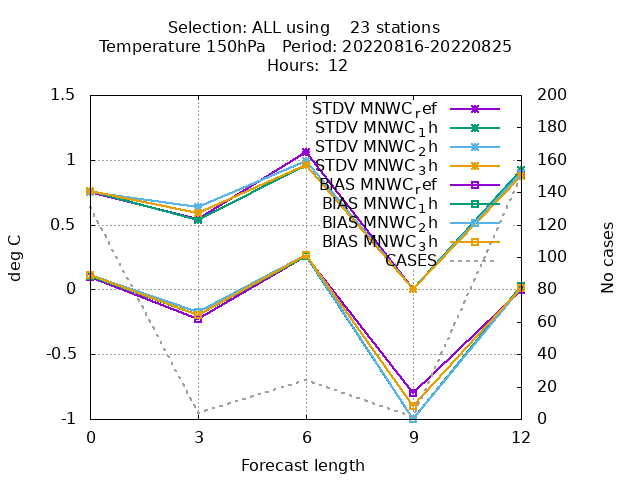 Selection: ALL using    23 stations
Temperature 150hPa   Period: 20220816-20220825
Hours:  12
1.5
1
0.5
0
-0.5
-1
deg C
STDV MNWC_ref
STDV MNWC_1h
STDV MNWC_2h
STDV MNWC_3h
BIAS MNWC_ref
BIAS MNWC_1h
BIAS MNWC_2h
BIAS MNWC_3h
CASES
200
180
160
140
120
100
80
60
40
20
0
No cases
0 3 6 9 12
Forecast length